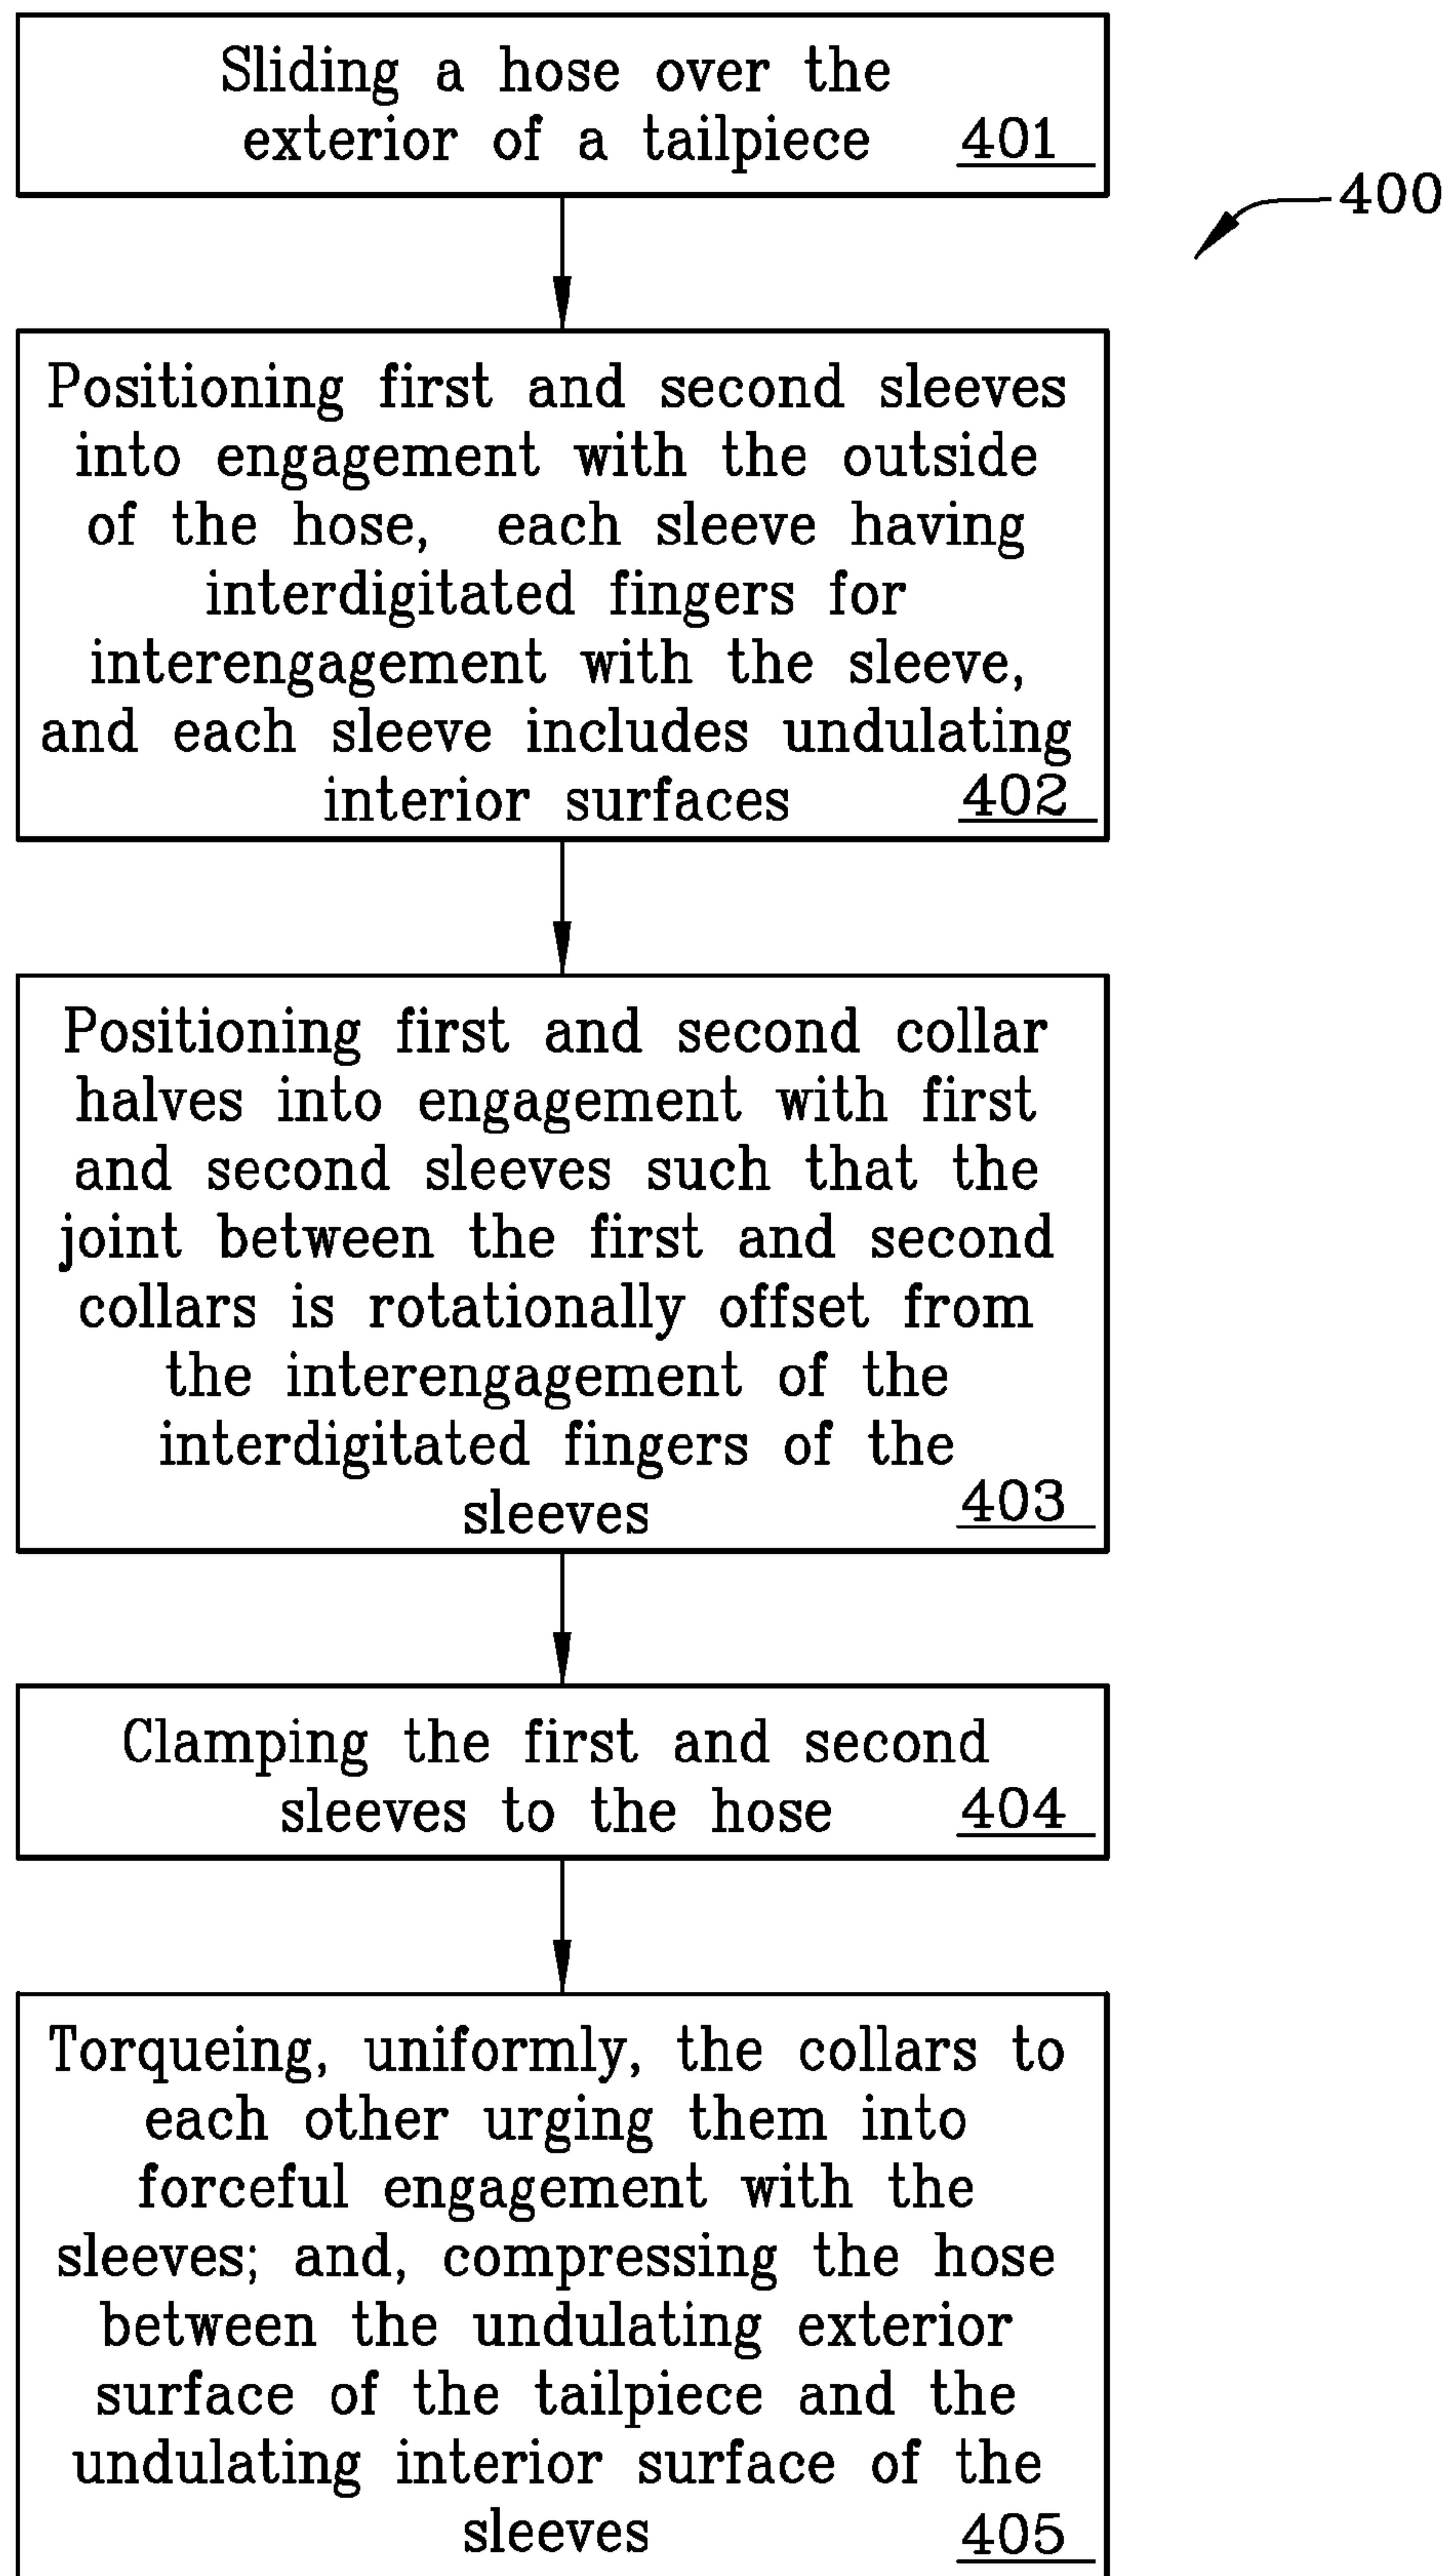 Sliding a hose over the
exterior of a tailpiece 401
400
Positioning first and second sleeves
into engagement with the outside
of the hose, each sleeve having
interdigitated fingers for
interengagement with the sleeve,
and each sleeve includes undulating
interior surfaces 402
Positioning first and second collar
halves into engagement with first
and second sleeves such that the
joint between the first and second
collars is rotationally offset from
the interengagement of the
interdigitated fingers of the
sleeves 403
Clamping the first and second
sleeves to the hose 404
Torqueing, uniformly, the collars to
each other urging them into
forceful engagement with the
sleeves; and, compressing the hose
between the undulating exterior
surface of the tailpiece and the
undulating interior surface of the
sleeves 405